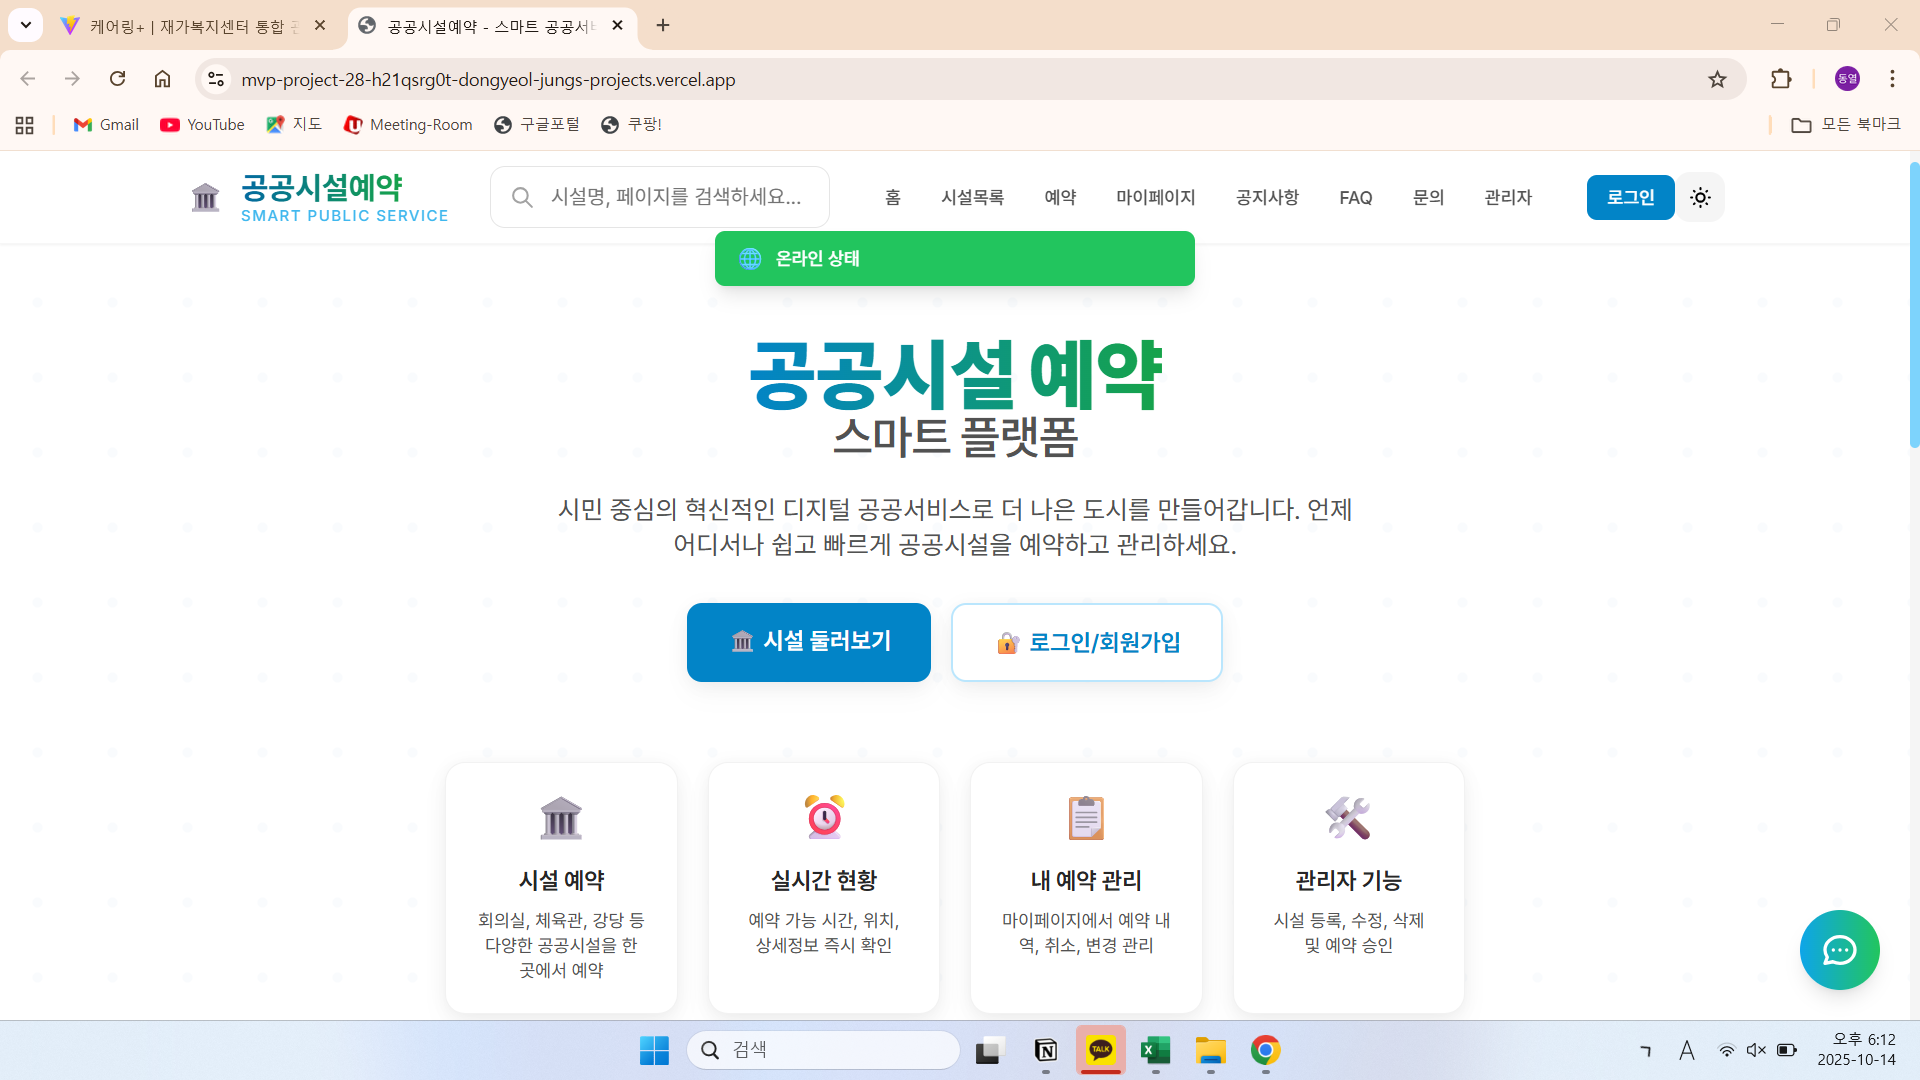 케어링+ | 재가복지센터 통합
공공시설예약 - 스마트 공공서
mvp-project-28-h21qsrg0t-dongyeol-jungs-projects.vercel.app
동열
Gmail
YouTube
지도
Meeting-Room
구글포털
쿠팡!
모든 북마크
공공시설예약
SMART PUBLIC SERVICE
시설명, 페이지를 검색하세요...
홈
시설목록
예약
마이페이지
공지사항
FAQ
문의
관리자
로그인
온라인 상태
공공시설 예약
스마트 플랫폼
시민 중심의 혁신적인 디지털 공공서비스로 더 나은 도시를 만들어갑니다. 언제
어디서나 쉽고 빠르게 공공시설을 예약하고 관리하세요.
시설 둘러보기
로그인/회원가입
시설 예약
회의실, 체육관, 강당 등
다양한 공공시설을 한
곳에서 예약
실시간 현황
예약 가능 시간, 위치,
상세정보 즉시 확인
내 예약 관리
마이페이지에서 예약 내
역, 취소, 변경 관리
관리자 기능
시설 등록, 수정, 삭제
및 예약 승인
검색
TALK
A
오후 6:12
2025-10-14